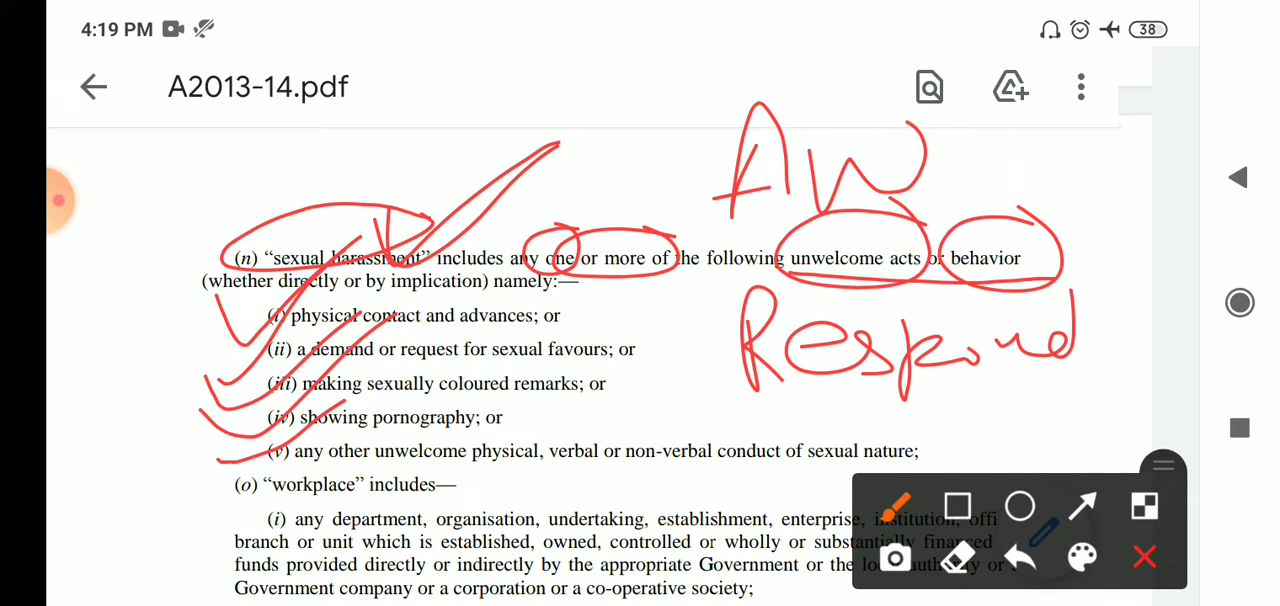 4:19 PM
38
A2013-14.pdf
AW
(n) “sexual harassment” includes any one or more of the following unwelcome acts or behavior
(whether directly or by implication) namely:—
(i) physical contact and advances; or
(ii) a demand or request for sexual favours; or
(iii) making sexually coloured remarks; or
(iv) showing pornography; or
(v) any other unwelcome physical, verbal or non-verbal conduct of sexual nature;
Respond
(o) “workplace” includes—
(i) any department, organisation, undertaking, establishment, enterprise, institution, offi
branch or unit which is established, owned, controlled or wholly or substantially financed
funds provided directly or indirectly by the appropriate Government or the local authority or
Government company or a corporation or a co-operative society;